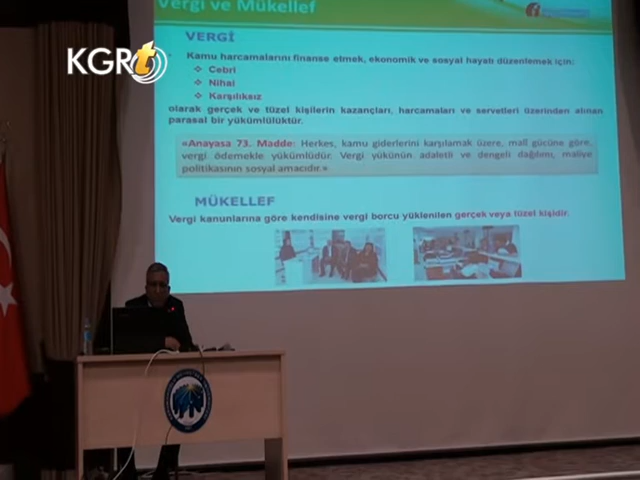 Vergi ve Mükellef
KGRt
VERGİ
Kamu harcamalarını finanse etmek, ekonomik ve sosyal hayatı düzenlemek için:
❖ Cebri
❖ Nihai
❖ Karşılıksız
olarak gerçek ve tüzel kişilerin kazançları, harcamaları ve servetleri üzerinden alınan
parasal bir yükümlülüktür.
«Anayasa 73. Madde: Herkes, kamu giderlerini karşılamak üzere, mali gücüne göre,
vergi ödemekle yükümlüdür. Vergi yükünün adaletli ve dengeli dağılımı, maliye
politikasının sosyal amacıdır.»
MÜKELLEF
Vergi kanunlarına göre kendisine vergi borcu yüklenilen gerçek veya tüzel kişidir.